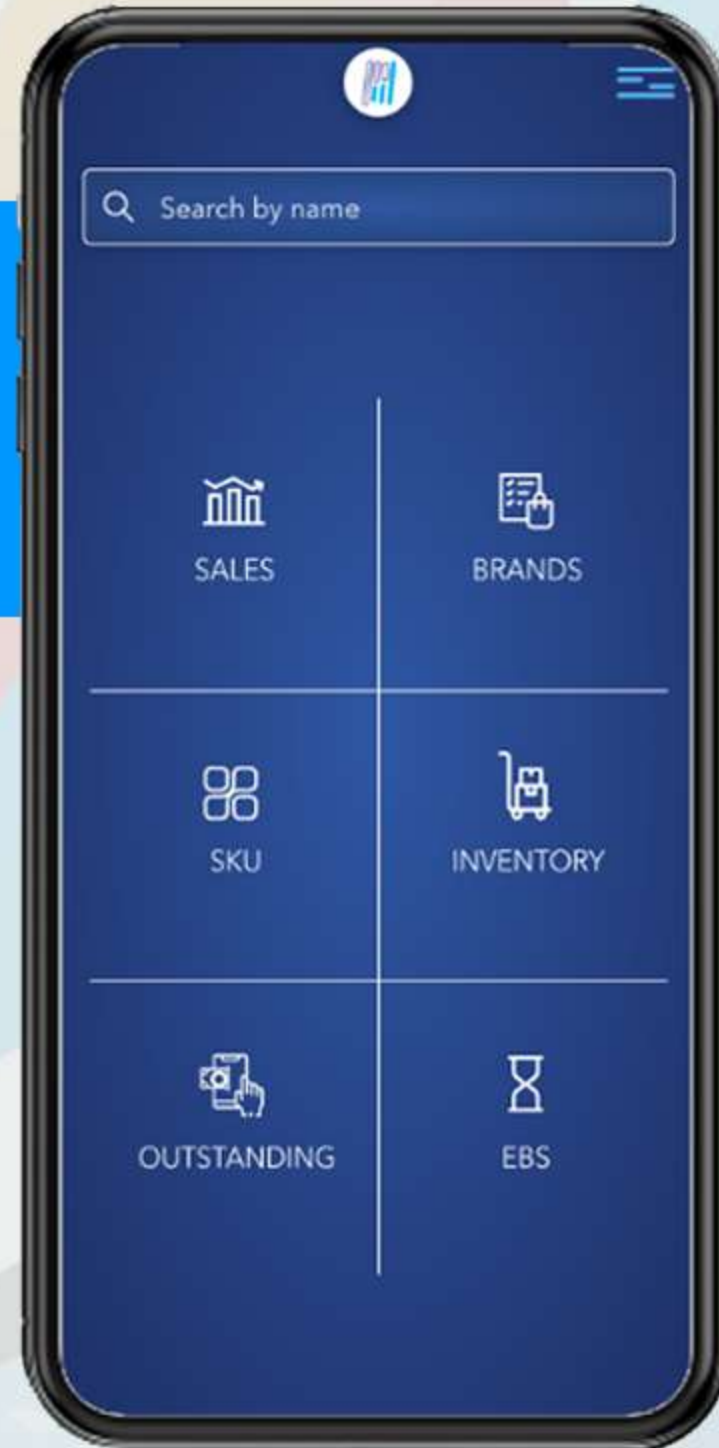 Search by name
SALES
BRANDS
SKU
INVENTORY
OUTSTANDING
EBS